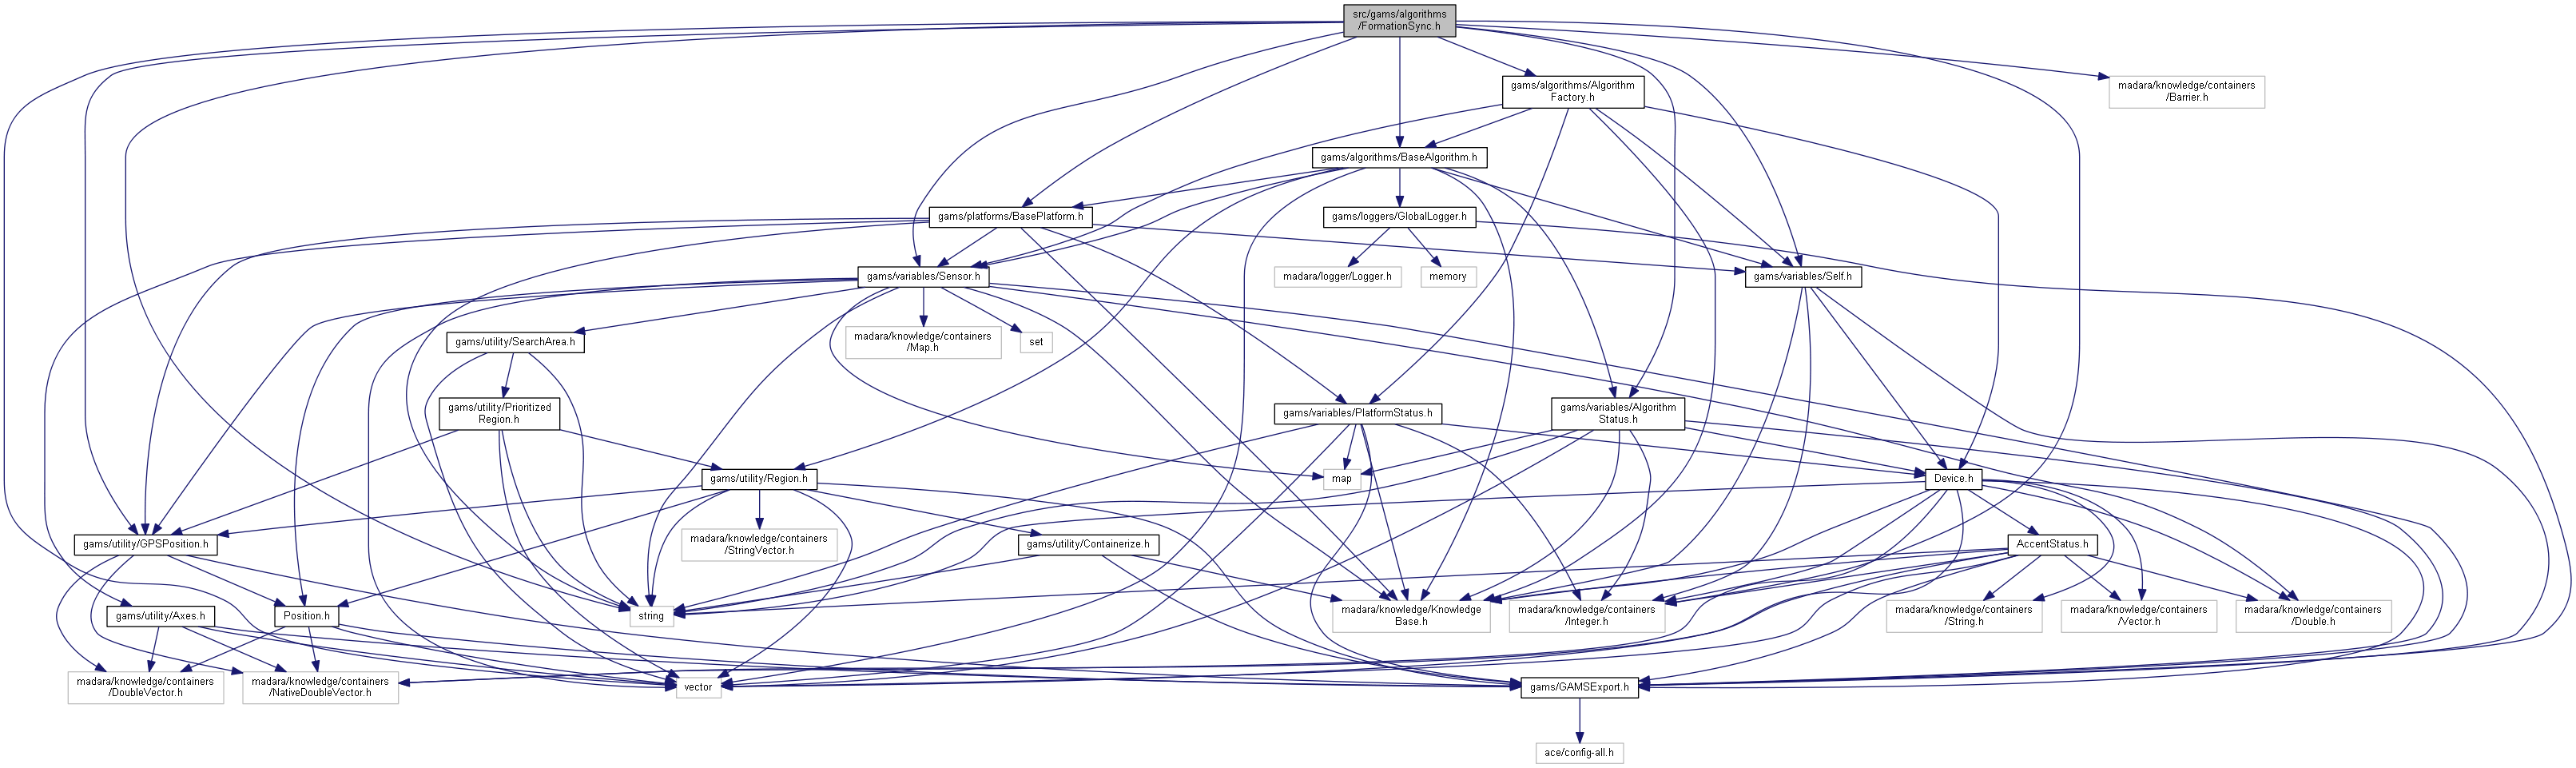 src/gams/algorithms
/FormationSync.h
gams/algorithms/Algorithm
Factory.h
madara/knowledge/containers
/Barrier.h
gams/algorithms/BaseAlgorithm.h
gams/platforms/BasePlatform.h
gams/loggers/GlobalLogger.h
gams/variables/Sensor.h
madara/logger/Logger.h
memory
gams/variables/Self.h
gams/utility/SearchArea.h
madara/knowledge/containers
/Map.h
set
gams/utility/Prioritized
Region.h
gams/variables/PlatformStatus.h
gams/variables/Algorithm
Status.h
gams/utility/Region.h
map
Device.h
gams/utility/GPSPosition.h
madara/knowledge/containers
/StringVector.h
gams/utility/Containerize.h
AccentStatus.h
gams/utility/Axes.h
Position.h
string
madara/knowledge/Knowledge
Base.h
madara/knowledge/containers
/Integer.h
madara/knowledge/containers
/String.h
madara/knowledge/containers
/Vector.h
madara/knowledge/containers
/Double.h
madara/knowledge/containers
/DoubleVector.h
madara/knowledge/containers
/NativeDoubleVector.h
vector
gams/GAMSExport.h
ace/config-all.h